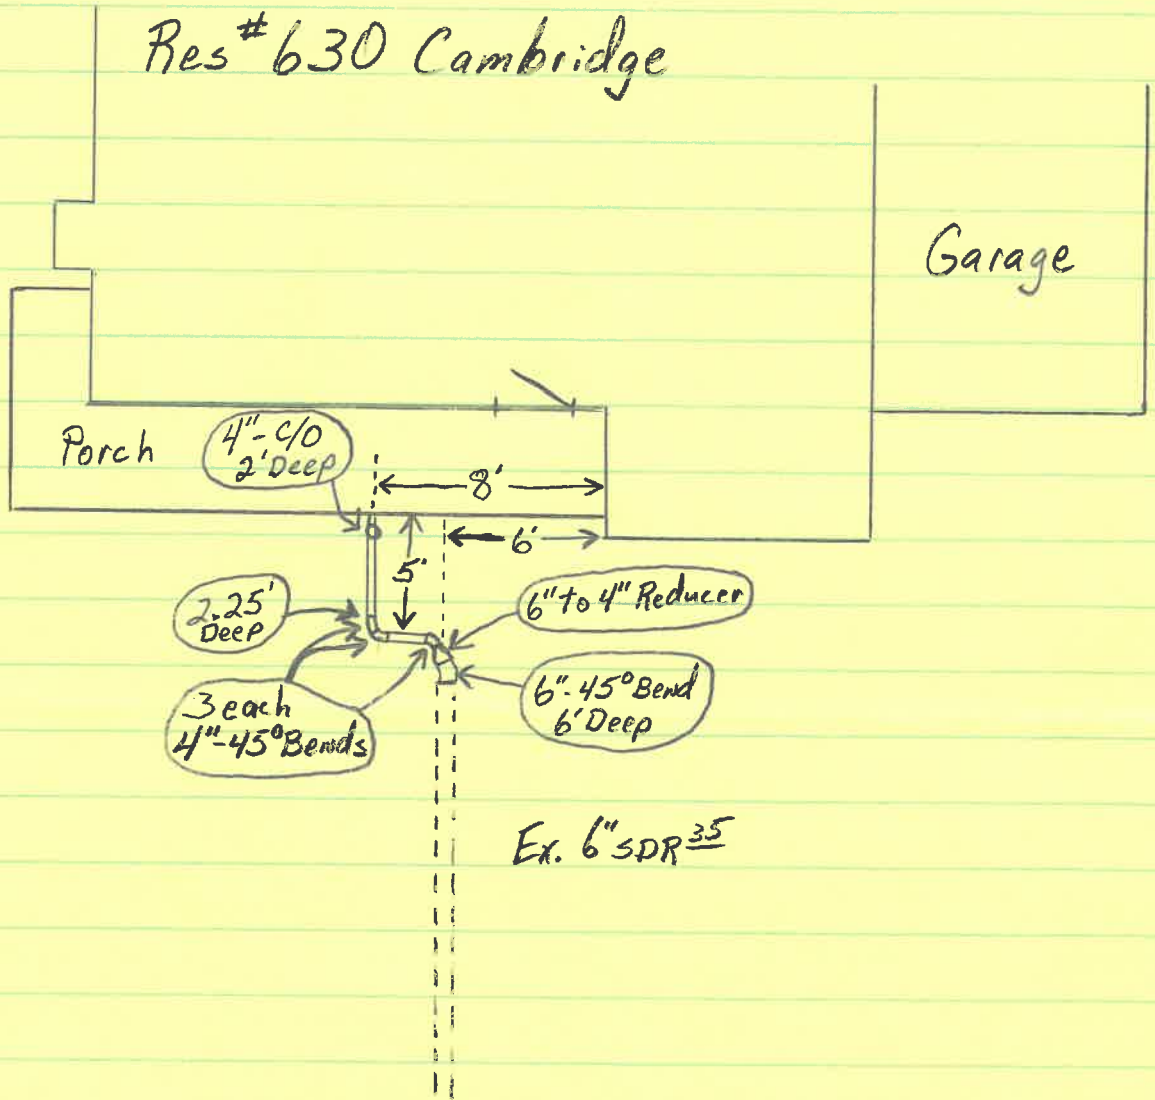 Res # 630 Cambridge
Garage
Porch
4"-C/O
2' Deep
8'
6'
5'
2.25'
Deep
6" to 4" Reducer
3 each
4"-45° Bends
6"-45° Bend
6' Deep
Ex. 6" SDR 35